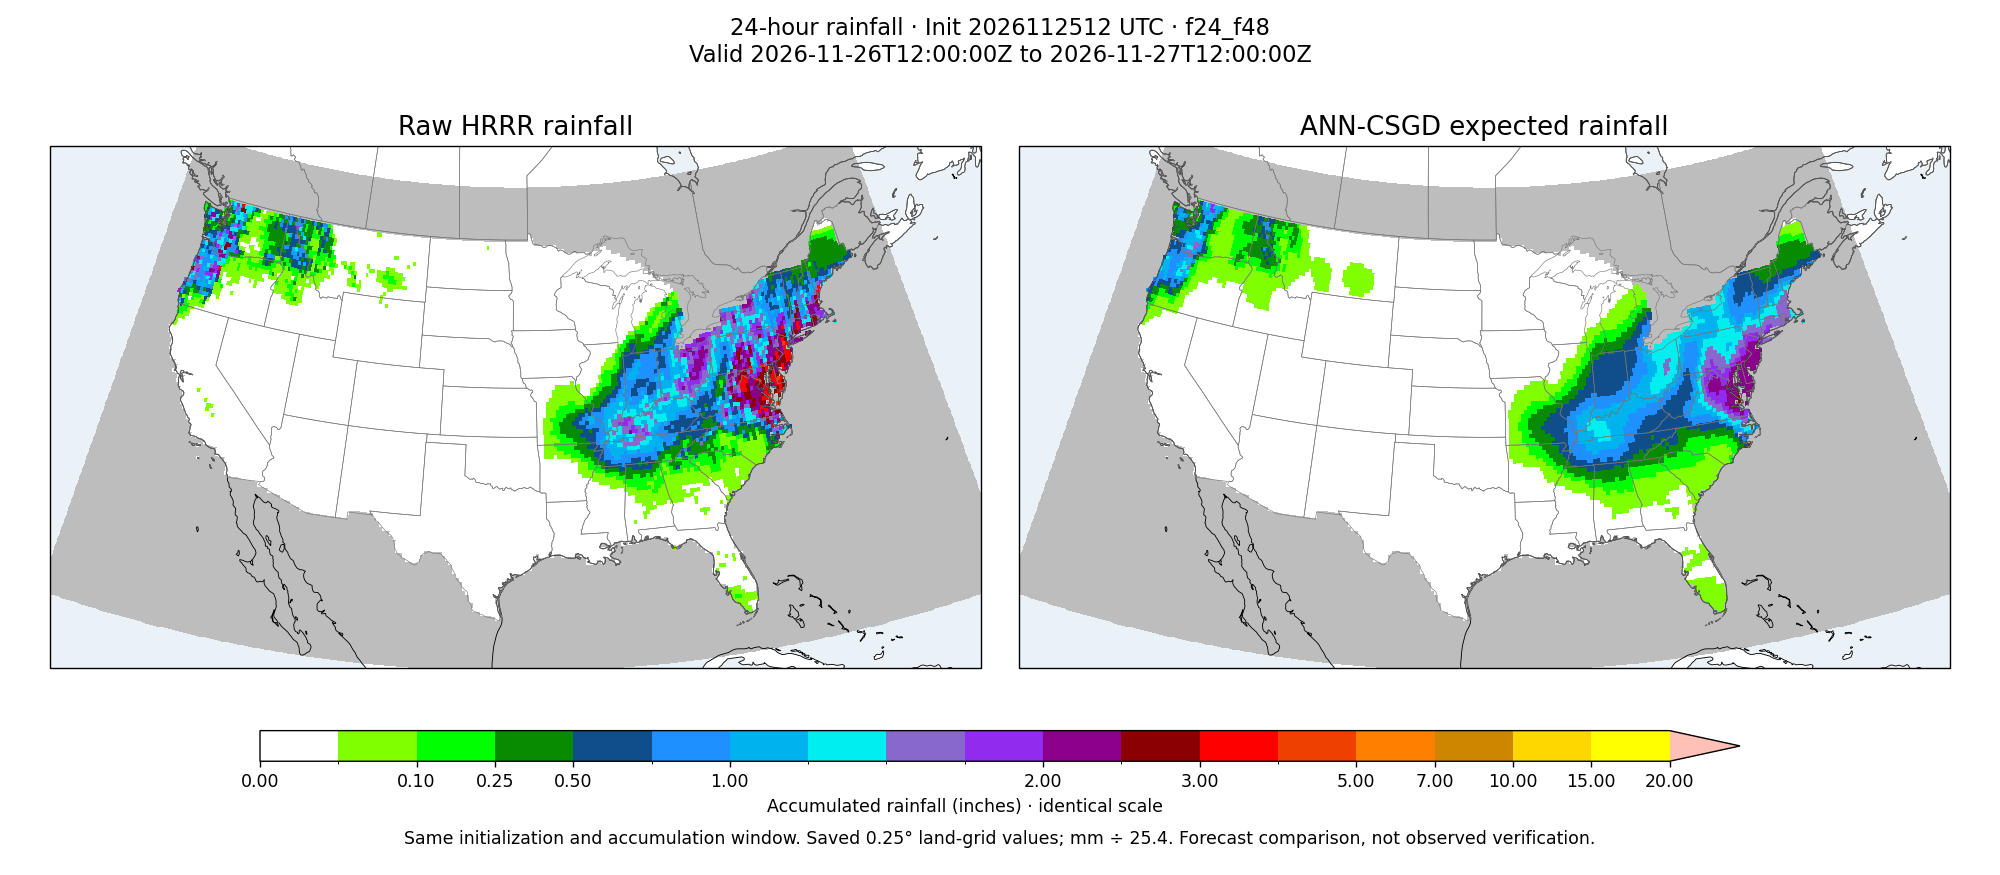 24-hour rainfall · Init 2026112512 UTC · f24_f48
Valid 2026-11-26T12:00:00Z to 2026-11-27T12:00:00Z
Raw HRRR rainfall
ANN-CSGD expected rainfall
0.00 0.10 0.25 0.50 1.00 2.00 3.00 5.00 7.00 10.00 15.00 20.00
Accumulated rainfall (inches) · identical scale
Same initialization and accumulation window. Saved 0.25° land-grid values; mm ÷ 25.4. Forecast comparison, not observed verification.